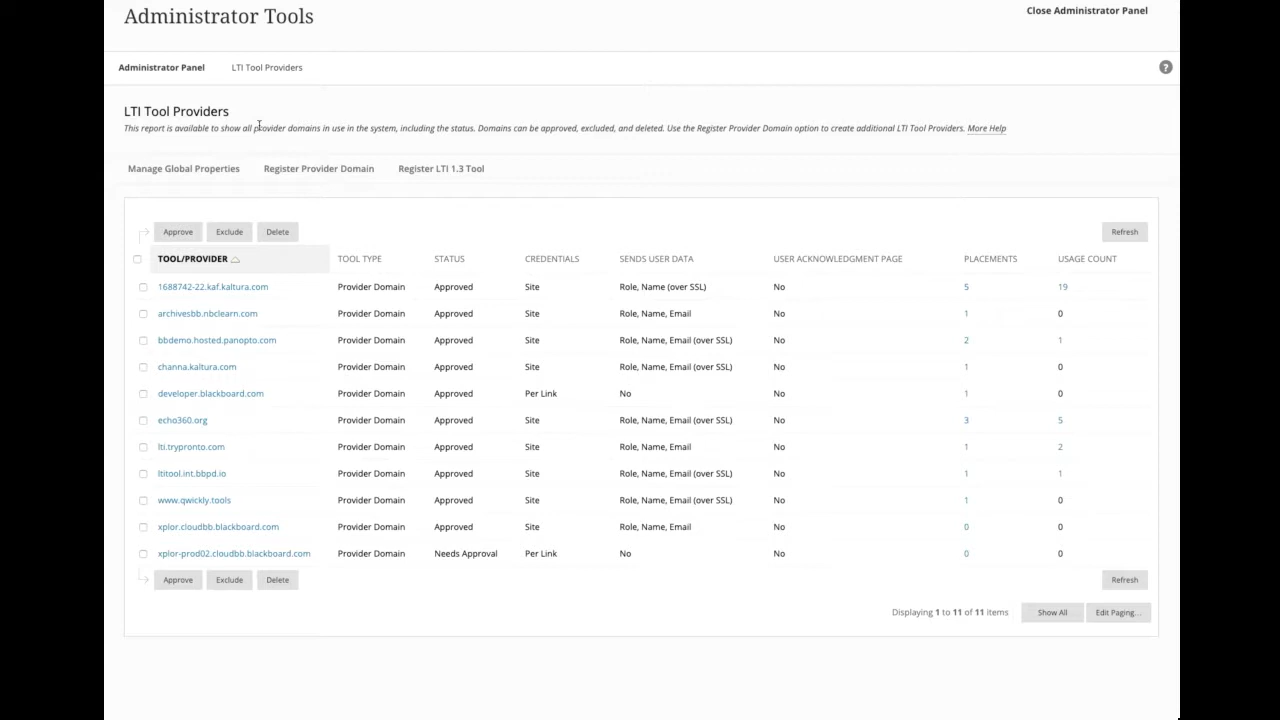 Administrator Tools
Close Administrator Panel
Administrator Panel LTI Tool Providers ?
LTI Tool Providers
This report is available to show all provider domains in use in the system, including the status. Domains can be approved, excluded, and deleted. Use the Register Provider Domain option to create additional LTI Tool Providers. More Help
Manage Global Properties Register Provider Domain Register LTI 1.3 Tool
Approve Exclude Delete Refresh
TOOL/PROVIDER TOOL TYPE STATUS CREDENTIALS SENDS USER DATA USER ACKNOWLEDGMENT PAGE PLACEMENTS USAGE COUNT
1688742-22.kaf.kaltura.com Provider Domain Approved Site Role, Name (over SSL) No 5 19
archivesbb.nbclearn.com Provider Domain Approved Site Role, Name, Email No 1 0
bbdemo.hosted.panopto.com Provider Domain Approved Site Role, Name, Email (over SSL) No 2 1
channa.kaltura.com Provider Domain Approved Site Role, Name, Email (over SSL) No 1 0
developer.blackboard.com Provider Domain Approved Per Link No No 1 0
echo360.org Provider Domain Approved Site Role, Name, Email (over SSL) No 3 5
lti.trypronto.com Provider Domain Approved Site Role, Name, Email No 1 2
ltitool.int.bbpd.io Provider Domain Approved Site Role, Name, Email (over SSL) No 1 1
www.qwickly.tools Provider Domain Approved Site Role, Name, Email (over SSL) No 1 0
xplor.cloudbb.blackboard.com Provider Domain Approved Site Role, Name, Email No 0 0
xplor-prod02.cloudbb.blackboard.com Provider Domain Needs Approval Per Link No No 0 0
Approve Exclude Delete Refresh
Displaying 1 to 11 of 11 items Show All Edit Paging...